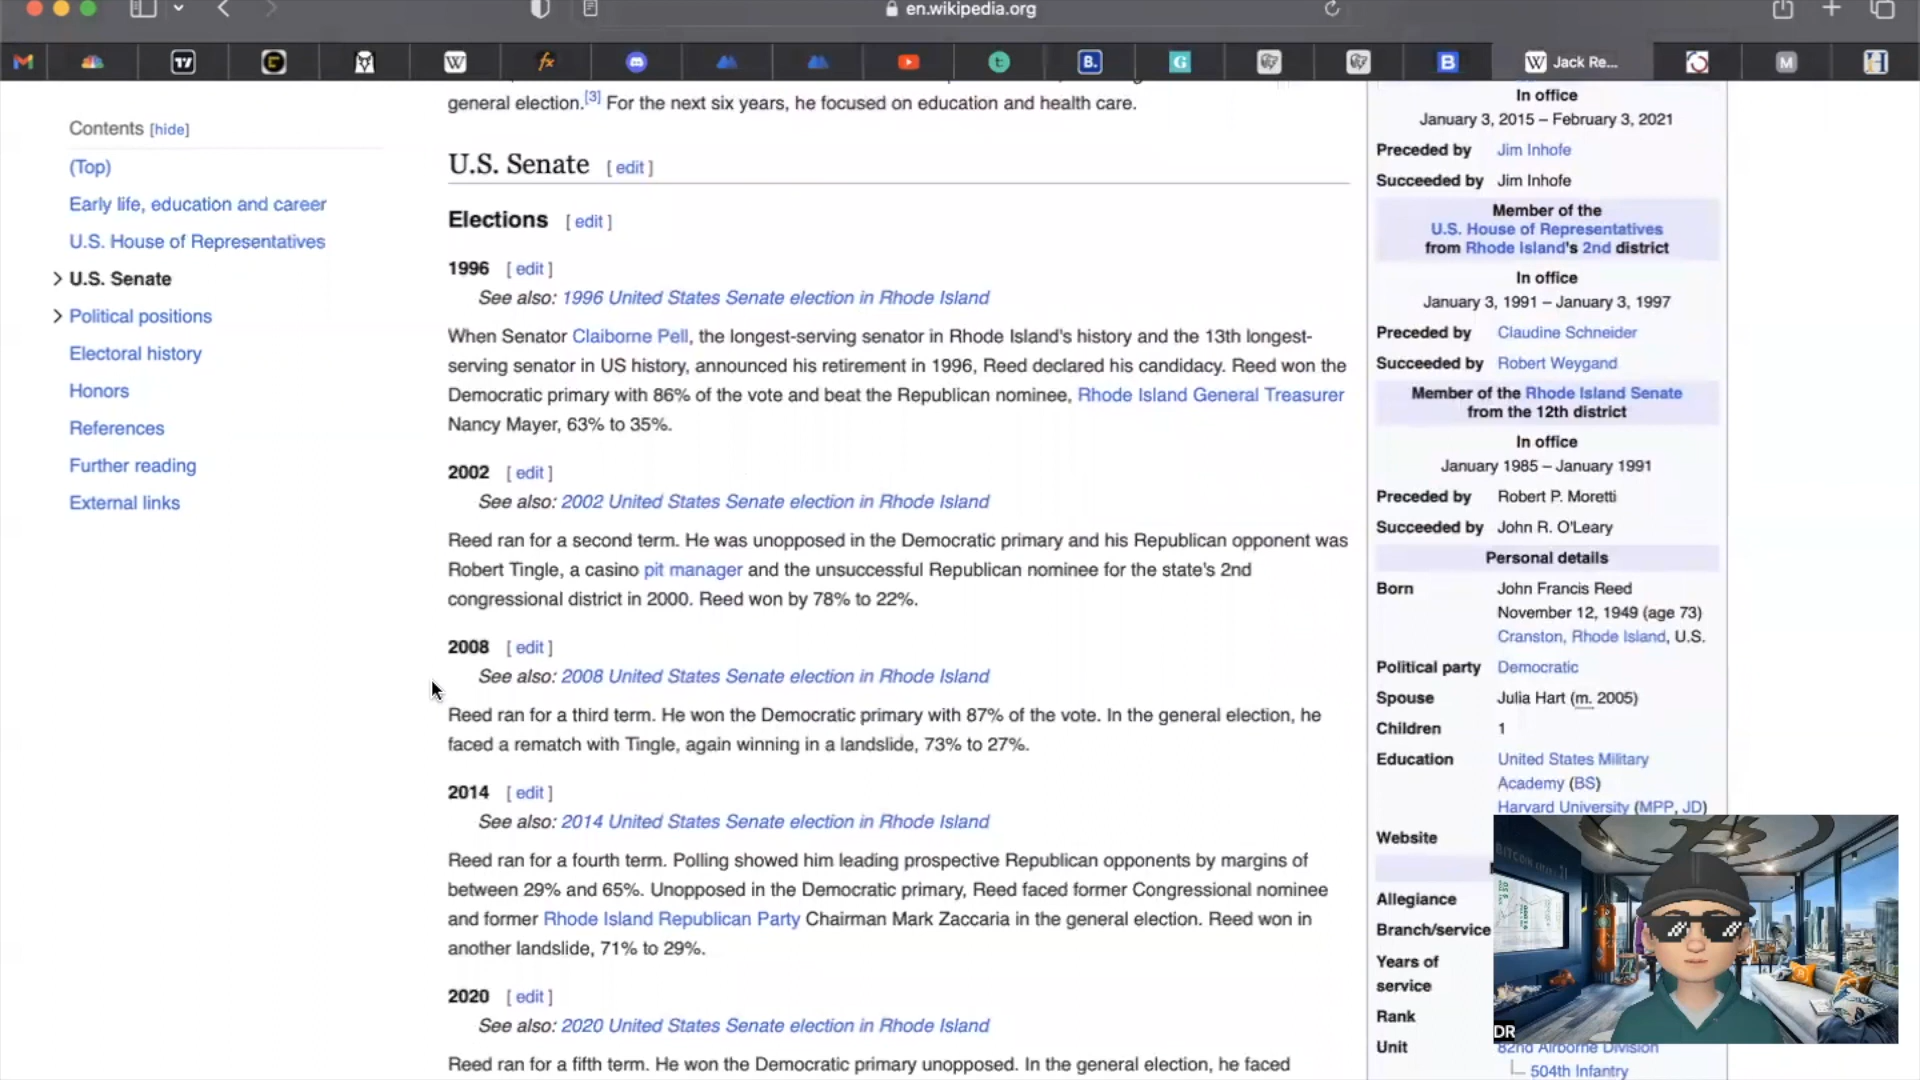 en.wikipedia.org
Jack Re...
general election.[3] For the next six years, he focused on education and health care.
Contents [hide]
(Top)
Early life, education and career
U.S. House of Representatives
U.S. Senate
Political positions
Electoral history
Honors
References
Further reading
External links
U.S. Senate [ edit ]
Elections [ edit ]
1996 [ edit ]
See also: 1996 United States Senate election in Rhode Island
When Senator Claiborne Pell, the longest-serving senator in Rhode Island's history and the 13th longest-
serving senator in US history, announced his retirement in 1996, Reed declared his candidacy. Reed won the
Democratic primary with 86% of the vote and beat the Republican nominee, Rhode Island General Treasurer
Nancy Mayer, 63% to 35%.
2002 [ edit ]
See also: 2002 United States Senate election in Rhode Island
Reed ran for a second term. He was unopposed in the Democratic primary and his Republican opponent was
Robert Tingle, a casino pit manager and the unsuccessful Republican nominee for the state's 2nd
congressional district in 2000. Reed won by 78% to 22%.
2008 [ edit ]
See also: 2008 United States Senate election in Rhode Island
Reed ran for a third term. He won the Democratic primary with 87% of the vote. In the general election, he
faced a rematch with Tingle, again winning in a landslide, 73% to 27%.
2014 [ edit ]
See also: 2014 United States Senate election in Rhode Island
Reed ran for a fourth term. Polling showed him leading prospective Republican opponents by margins of
between 29% and 65%. Unopposed in the Democratic primary, Reed faced former Congressional nominee
and former Rhode Island Republican Party Chairman Mark Zaccaria in the general election. Reed won in
another landslide, 71% to 29%.
2020 [ edit ]
See also: 2020 United States Senate election in Rhode Island
Reed ran for a fifth term. He won the Democratic primary unopposed. In the general election, he faced
In office
January 3, 2015 – February 3, 2021
Preceded by Jim Inhofe
Succeeded by Jim Inhofe
Member of the
U.S. House of Representatives
from Rhode Island's 2nd district
In office
January 3, 1991 – January 3, 1997
Preceded by Claudine Schneider
Succeeded by Robert Weygand
Member of the Rhode Island Senate
from the 12th district
In office
January 1985 – January 1991
Preceded by Robert P. Moretti
Succeeded by John R. O'Leary
Personal details
Born John Francis Reed
November 12, 1949 (age 73)
Cranston, Rhode Island, U.S.
Political party Democratic
Spouse Julia Hart (m. 2005)
Children 1
Education United States Military
Academy (BS)
Harvard University (MPP, JD)
Website
Allegiance
Branch/service
Years of
service
Rank
Unit 82nd Airborne Division
504th Infantry
DR